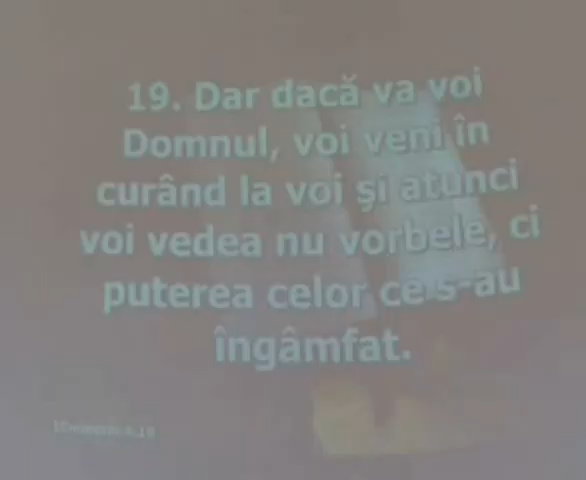 19. Dar dacă va voi
Domnul, voi veni în
curând la voi şi atunci
voi vedea nu vorbele, ci
puterea celor ce s-au
îngâmfat.